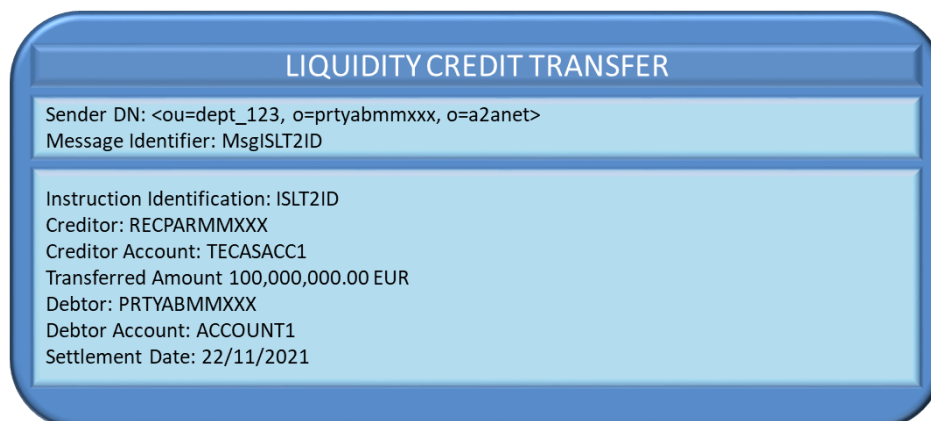 LIQUIDITY CREDIT TRANSFER
Sender DN: <ou=dept_123, o=prtyabmmxxx, o=a2anet>
Message Identifier: MsgISLT2ID
Instruction Identification: ISLT2ID
Creditor: RECPARMMXXX
Creditor Account: TECASACC1
Transferred Amount 100,000,000.00 EUR
Debtor: PRTYABMMXXX
Debtor Account: ACCOUNT1
Settlement Date: 22/11/2021